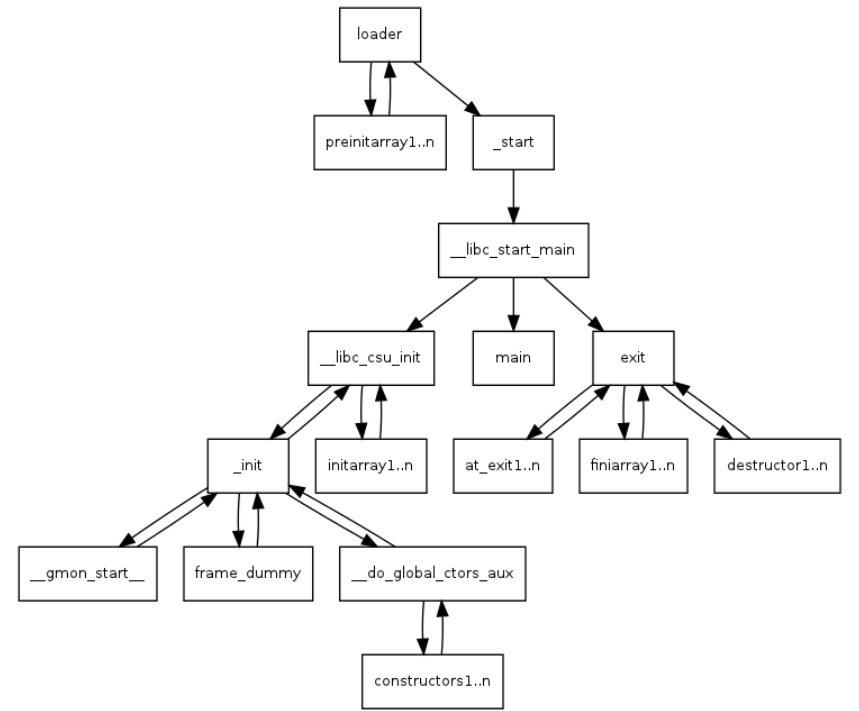 loader
preinitarray1..n
_start
__libc_start_main
__libc_csu_init
main
exit
_init
initarray1..n
at_exit1..n
finiarray1..n
destructor1..n
__gmon_start__
frame_dummy
__do_global_ctors_aux
constructors1..n